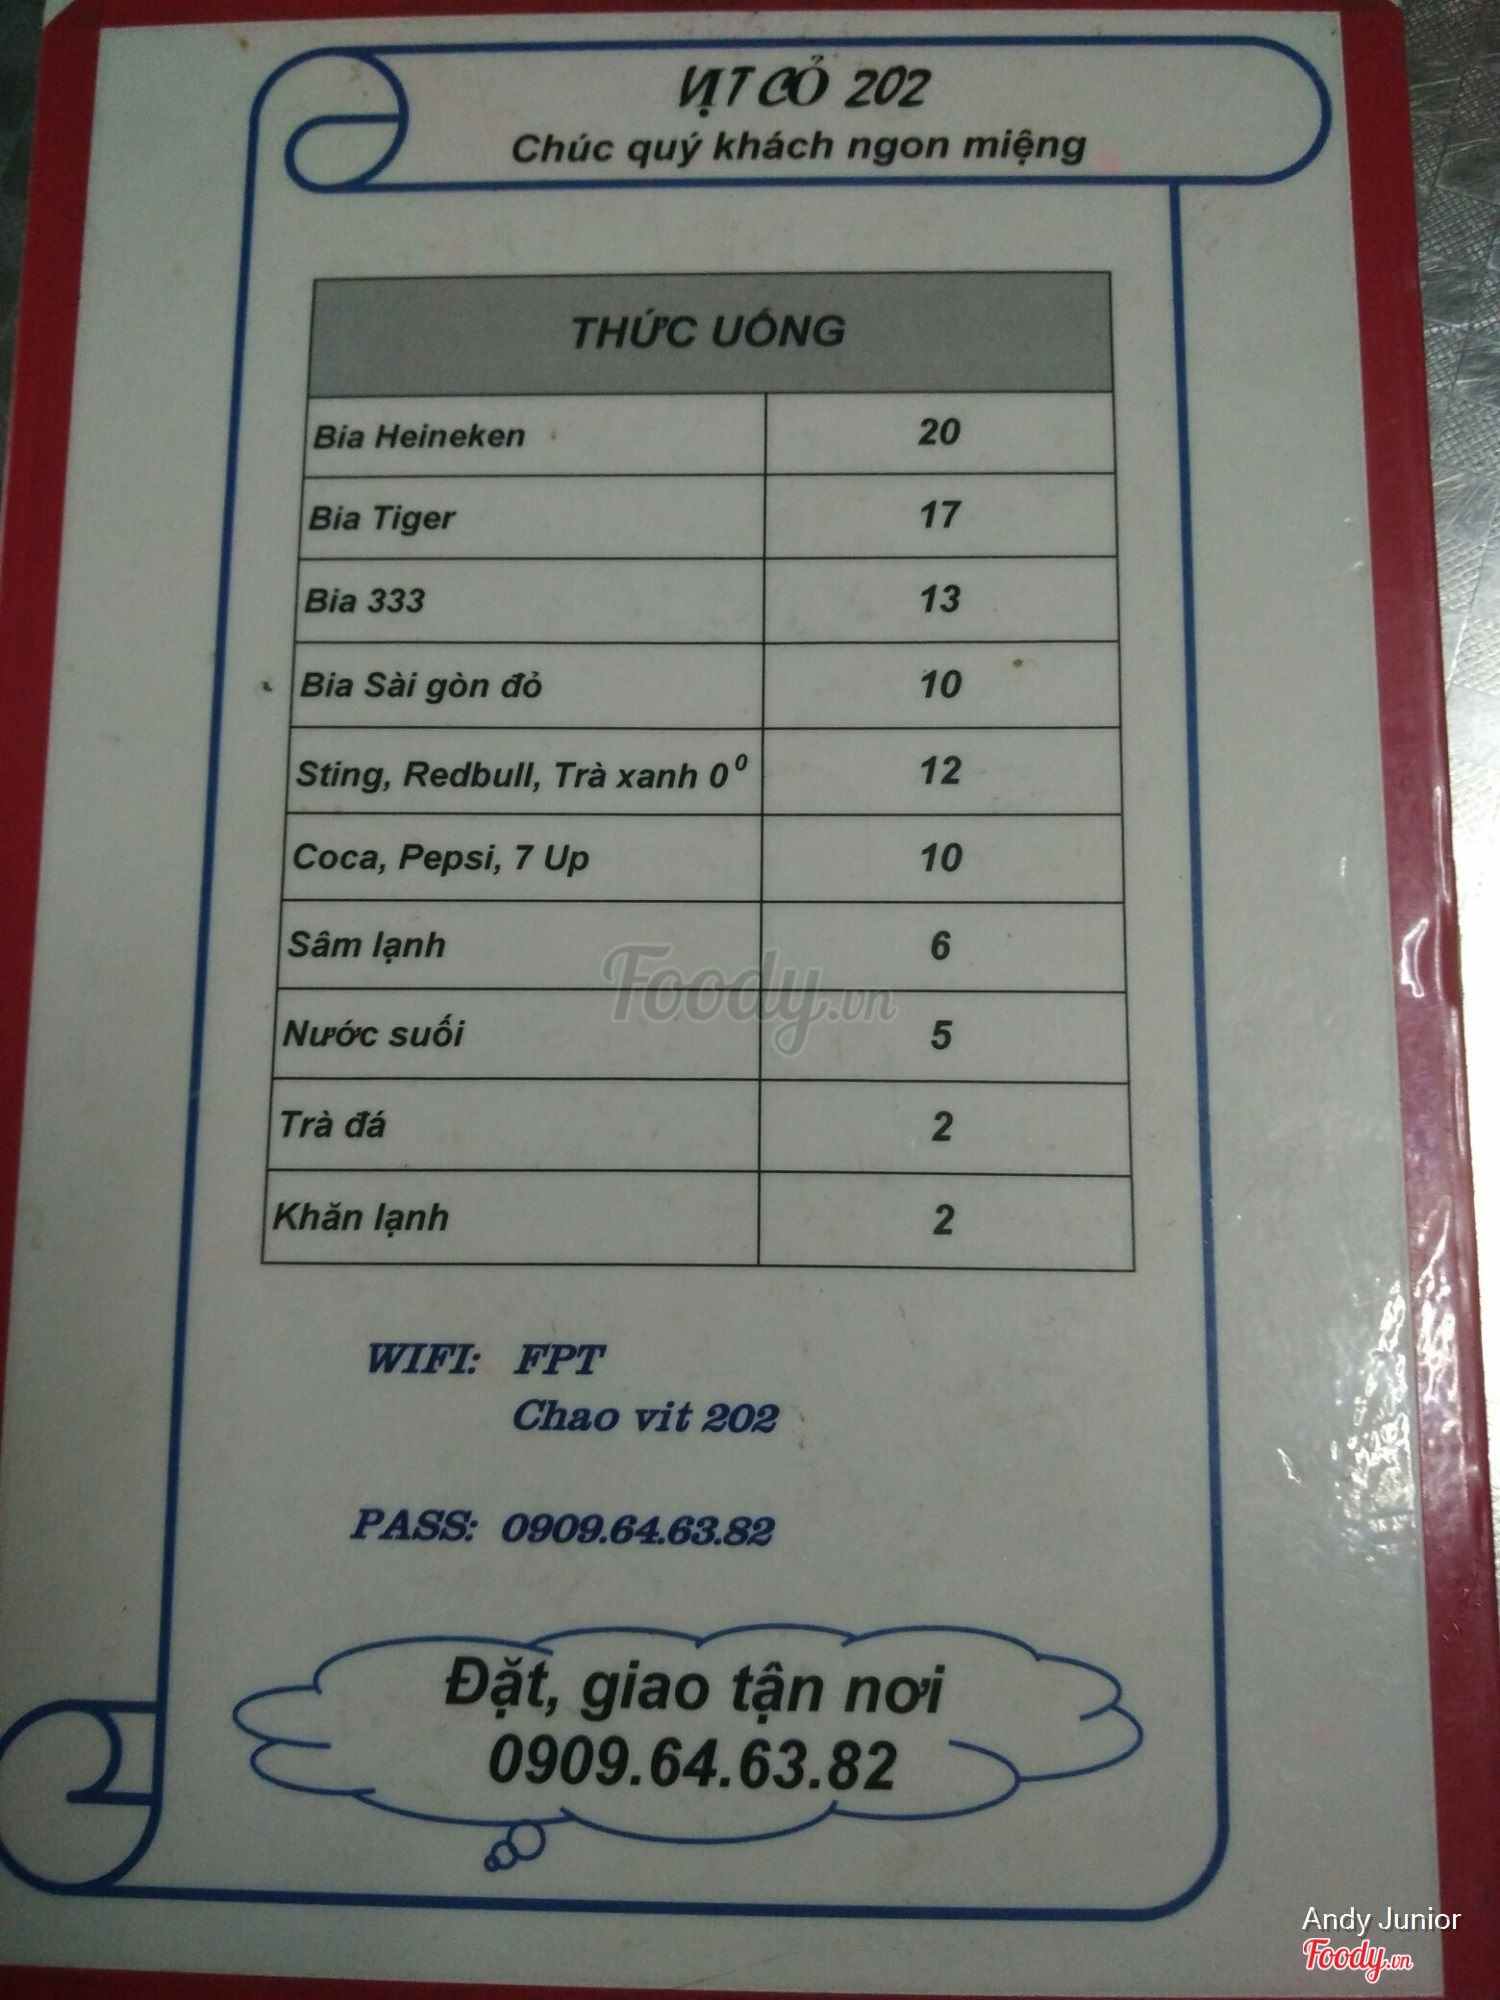 VỊT CỎ 202
Chúc quý khách ngon miệng
THỨC UỐNG
Bia Heineken 20
Bia Tiger 17
Bia 333 13
Bia Sài gòn đỏ 10
Sting, Redbull, Trà xanh 0⁰ 12
Coca, Pepsi, 7 Up 10
Sâm lạnh 6
Nước suối 5
Trà đá 2
Khăn lạnh 2
Foody.vn
WIFI: FPT
Chao vit 202
PASS: 0909.64.63.82
Đặt, giao tận nơi
0909.64.63.82
Andy Junior
Foody.vn